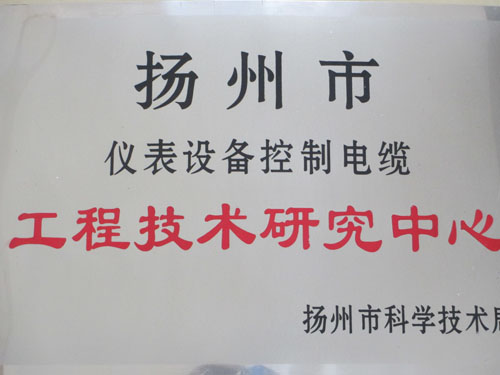 扬州市
仪表设备控制电缆
工程技术研究中心
扬州市科学技术局